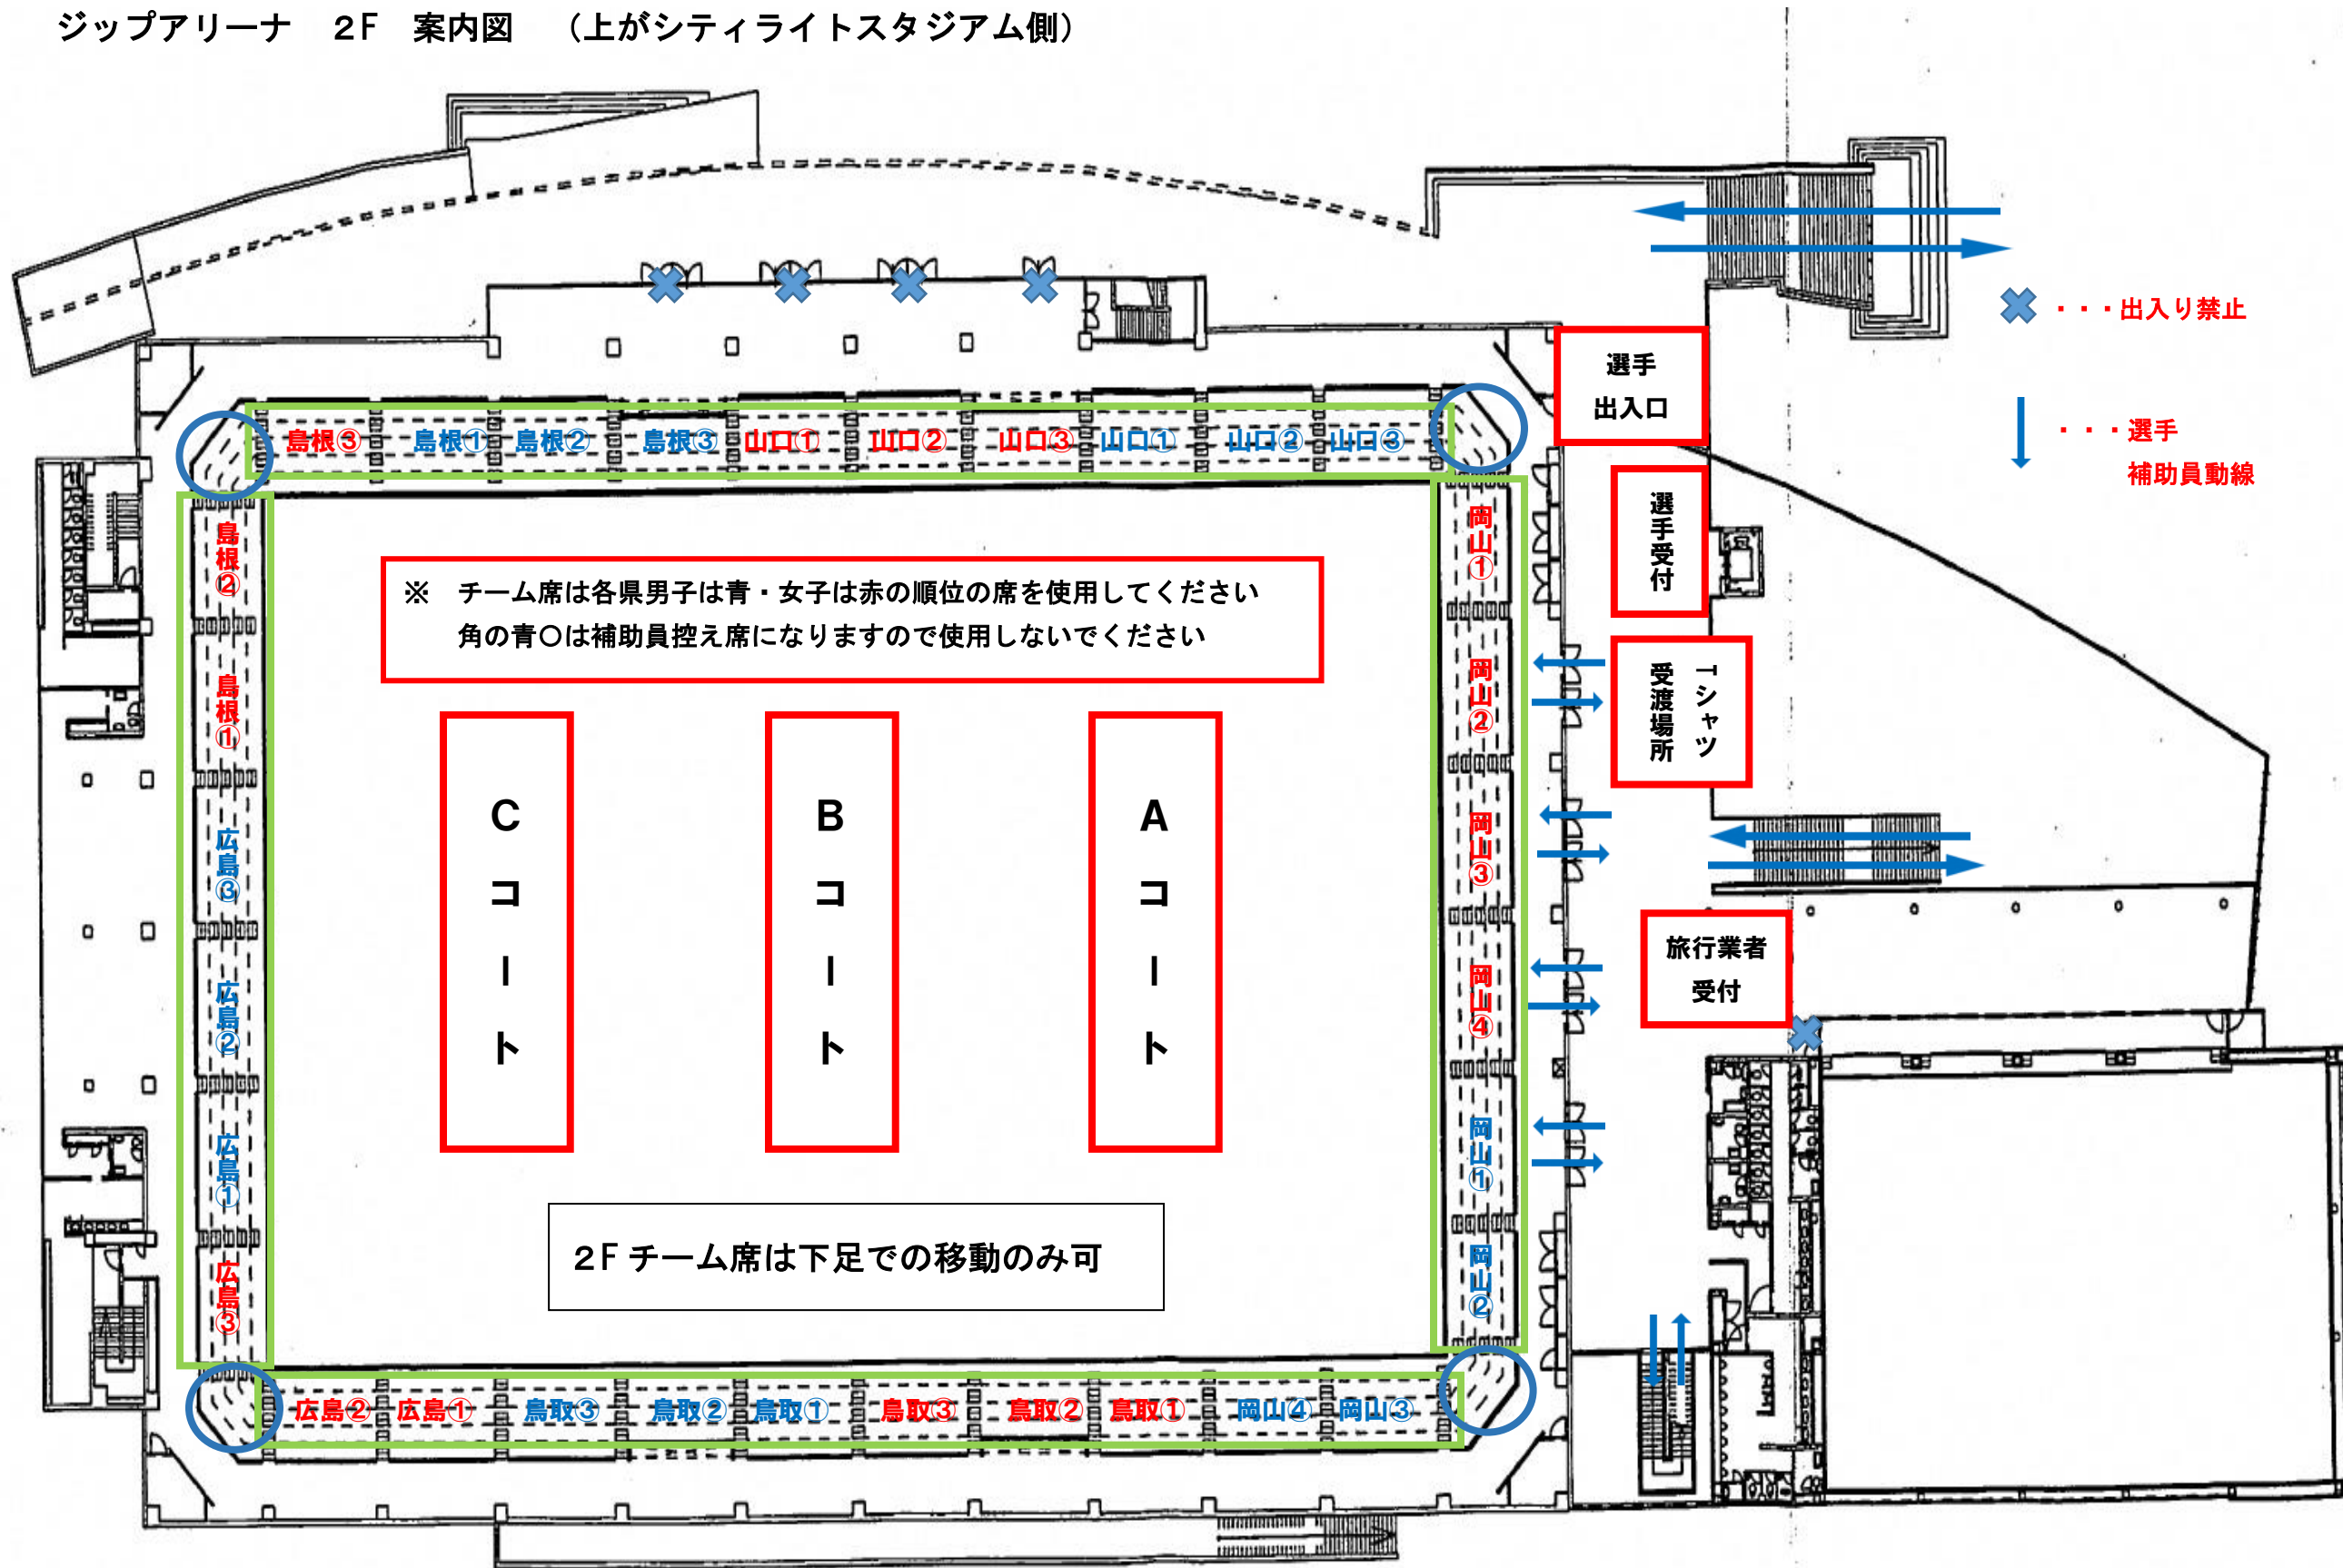 ジップアリーナ　２F　案内図　（上がシティライトスタジアム側）
・・・出入り禁止
選手
出入口
・・・選手
補助員動線
島根③
島根①
島根②
島根③
山口①
山口②
山口③
山口①
山口②
山口③
選手受付
島根②
岡山①
※　チーム席は各県男子は青・女子は赤の順位の席を使用してください
角の青〇は補助員控え席になりますので使用しないでください
島根①
岡山②
Tシャツ
受渡場所
Cコート
Bコート
Aコート
広島③
岡山③
旅行業者
受付
広島②
岡山④
広島①
岡山①
２F チーム席は下足での移動のみ可
広島③
岡山②
広島②
広島①
鳥取③
鳥取②
鳥取①
鳥取③
鳥取②
鳥取①
岡山④
岡山③